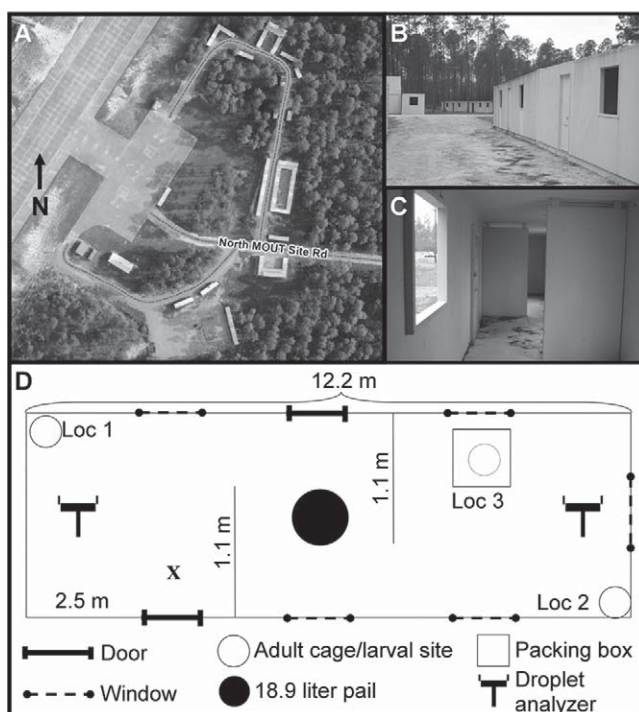 A
N
North MOUT Site Rd
B
C
D
12.2 m
Loc 1
1.1 m
1.1 m
Loc 3
x
2.5 m
Loc 2
Door
Adult cage/larval site
Packing box
Window
18.9 liter pail
Droplet
analyzer